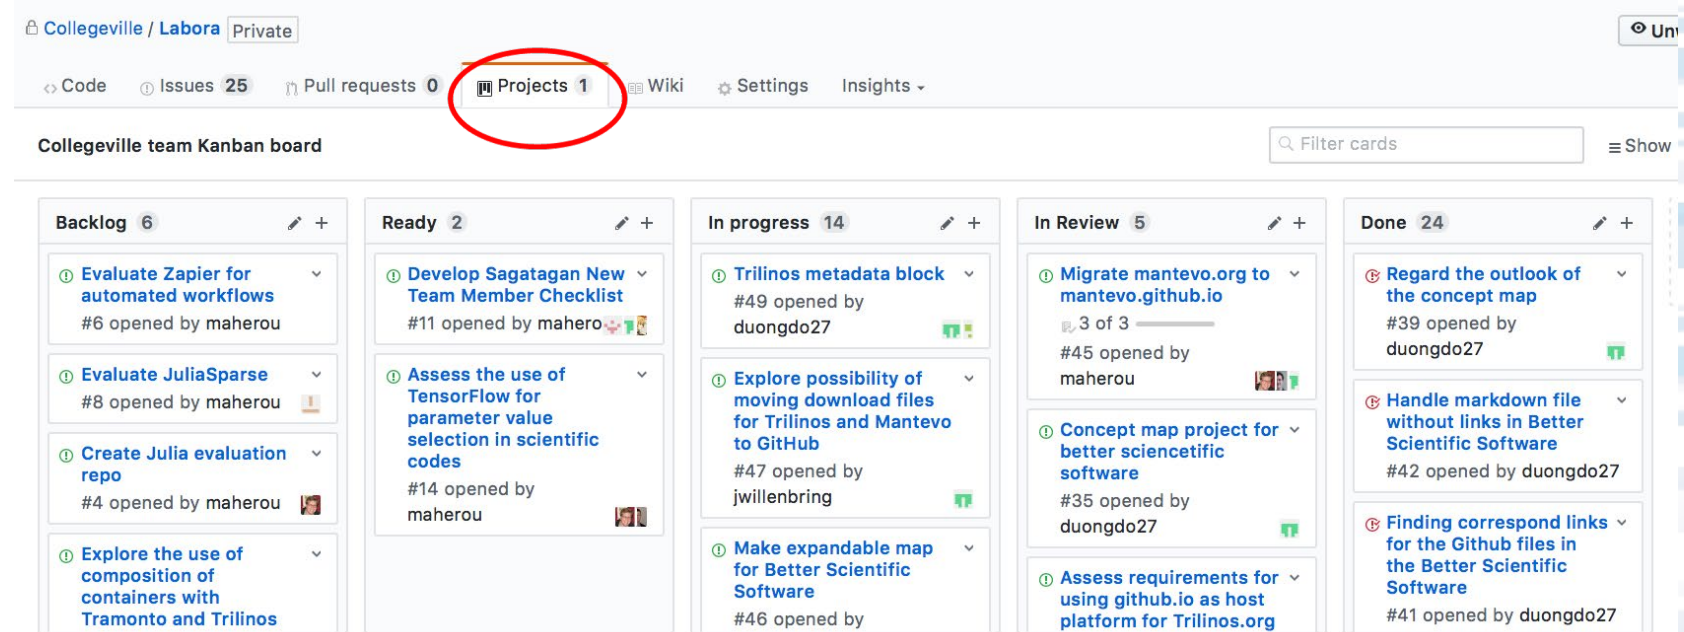 Collegeville / Labora Private
Code Issues 25 Pull requests 0 Projects 1 Wiki Settings Insights
Collegeville team Kanban board
Filter cards
Show
Backlog 6
Evaluate Zapier for
automated workflows
#6 opened by maherou
Evaluate JuliaSparse
#8 opened by maherou
Create Julia evaluation
repo
#4 opened by maherou
Explore the use of
composition of
containers with
Tramonto and Trilinos
Ready 2
Develop Sagatagan New
Team Member Checklist
#11 opened by mahero
Assess the use of
TensorFlow for
parameter value
selection in scientific
codes
#14 opened by
maherou
In progress 14
Trilinos metadata block
#49 opened by
duongdo27
Explore possibility of
moving download files
for Trilinos and Mantevo
to GitHub
#47 opened by
jwillenbring
Make expandable map
for Better Scientific
Software
#46 opened by
In Review 5
Migrate mantevo.org to
mantevo.github.io
3 of 3
#45 opened by
maherou
Concept map project for
better sciencetific
software
#35 opened by
duongdo27
Assess requirements for
using github.io as host
platform for Trilinos.org
Done 24
Regard the outlook of
the concept map
#39 opened by
duongdo27
Handle markdown file
without links in Better
Scientific Software
#42 opened by duongdo27
Finding correspond links
for the Github files in
the Better Scientific
Software
#41 opened by duongdo27